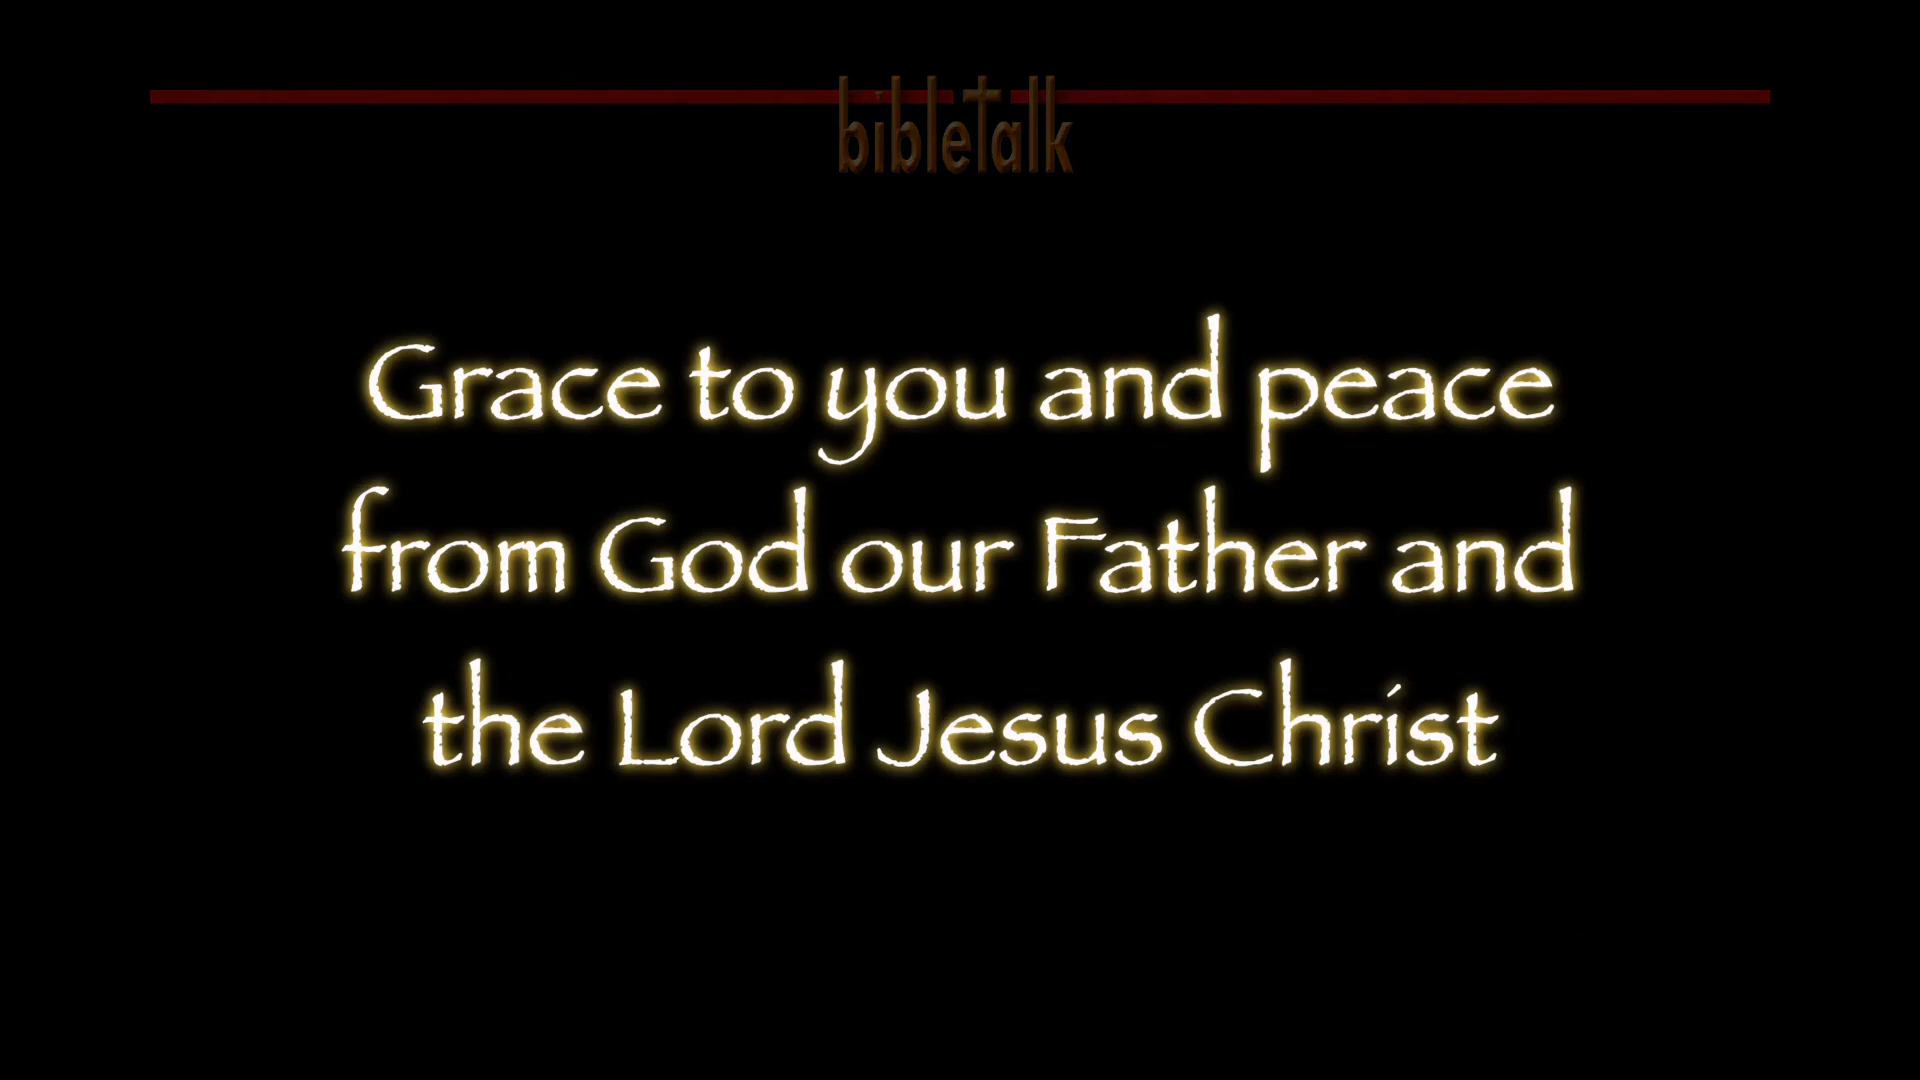 bibletalk
Grace to you and peace
from God our Father and
the Lord Jesus Christ